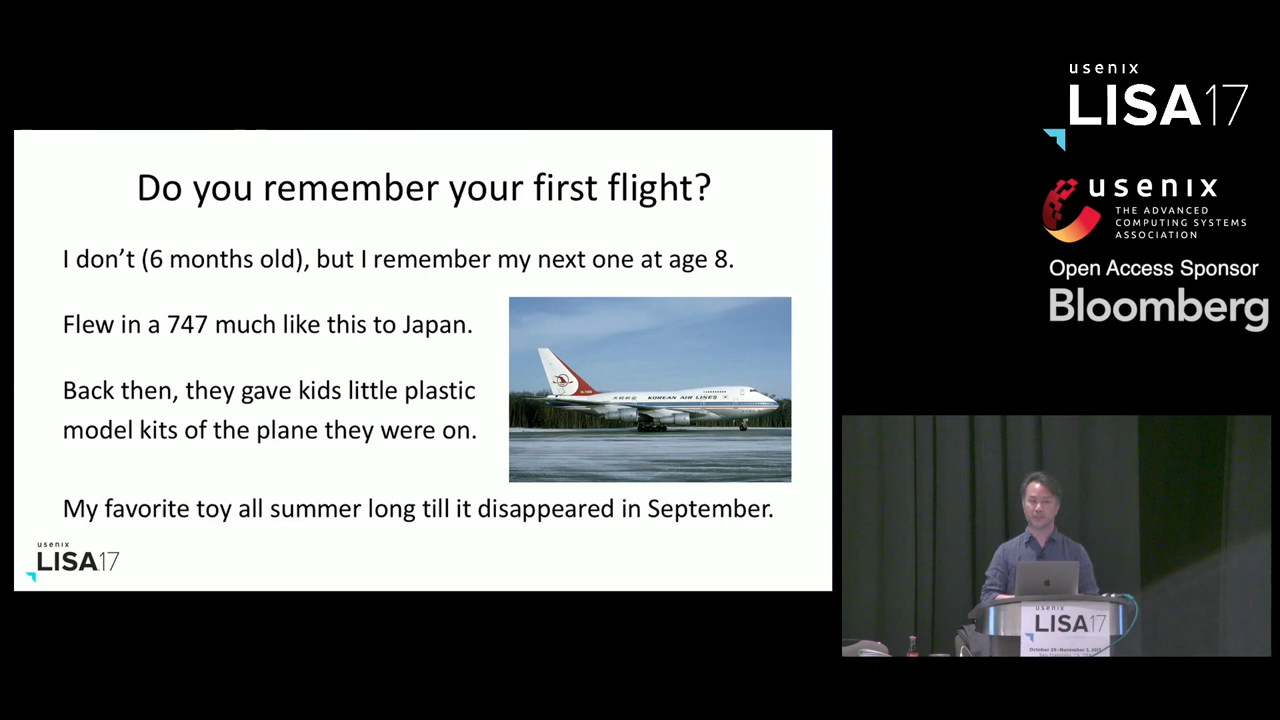 Do you remember your first flight?
I don't (6 months old), but I remember my next one at age 8.
Flew in a 747 much like this to Japan.
Back then, they gave kids little plastic
model kits of the plane they were on.
KOREAN AIR LINES
My favorite toy all summer long till it disappeared in September.
usenix
LISA17
usenix
LISA17
usenix
THE ADVANCED
COMPUTING SYSTEMS
ASSOCIATION
Open Access Sponsor
Bloomberg
usenix
LISA17